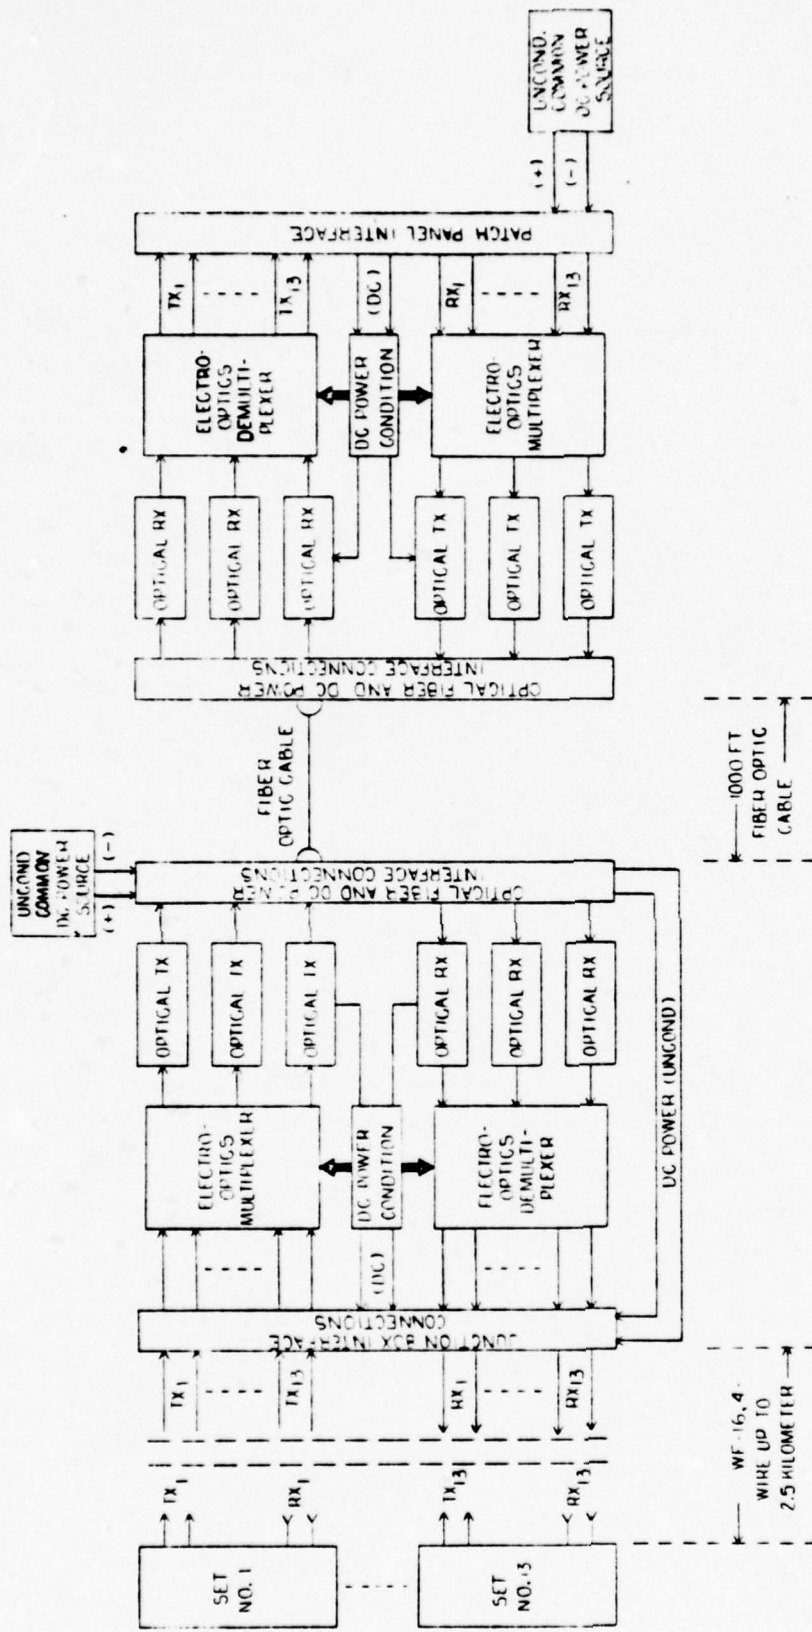 SET
NO. 1
SET
NO. 13
TX1
RX1
TX13
RX13
WF-16, 4-
WIRE UP TO
2.5 KILOMETER
TX1
TX13
RX1
RX13
JUNCTION BOX INTERFACE
CONNECTIONS
ELECTRO-
OPTICS
MULTIPLEXER
(DC)
DC POWER
CONDITION
ELECTRO-
OPTICS
DEMULTI-
PLEXER
OPTICAL TX
OPTICAL TX
OPTICAL TX
OPTICAL RX
OPTICAL RX
OPTICAL RX
DC POWER (UNCOND)
UNCOND
COMMON
DC POWER
SOURCE
(+)
(-)
OPTICAL FIBER AND DC POWER
INTERFACE CONNECTIONS
FIBER
OPTIC CABLE
1000 FT
FIBER OPTIC
CABLE
OPTICAL FIBER AND DC POWER
INTERFACE CONNECTIONS
OPTICAL RX
OPTICAL RX
OPTICAL RX
OPTICAL TX
OPTICAL TX
OPTICAL TX
ELECTRO-
OPTICS
DEMULTI-
PLEXER
DC POWER
CONDITION
ELECTRO-
OPTICS
MULTIPLEXER
TX1
TX13
(DC)
RX1
RX13
PATCH PANEL INTERFACE
(+)
(-)
UNCOND.
COMMON
DC POWER
SOURCE